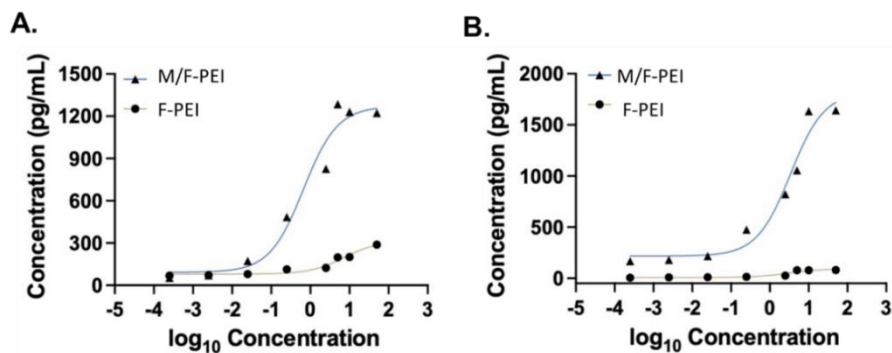 A.
B.
M/F-PEI
F-PEI
Concentration (pg/mL)
1500
1200
900
600
300
0
-5 -4 -3 -2 -1 0 1 2 3
log10 Concentration
M/F-PEI
F-PEI
Concentration (pg/mL)
2000
1500
1000
500
0
-5 -4 -3 -2 -1 0 1 2 3
log10 Concentration